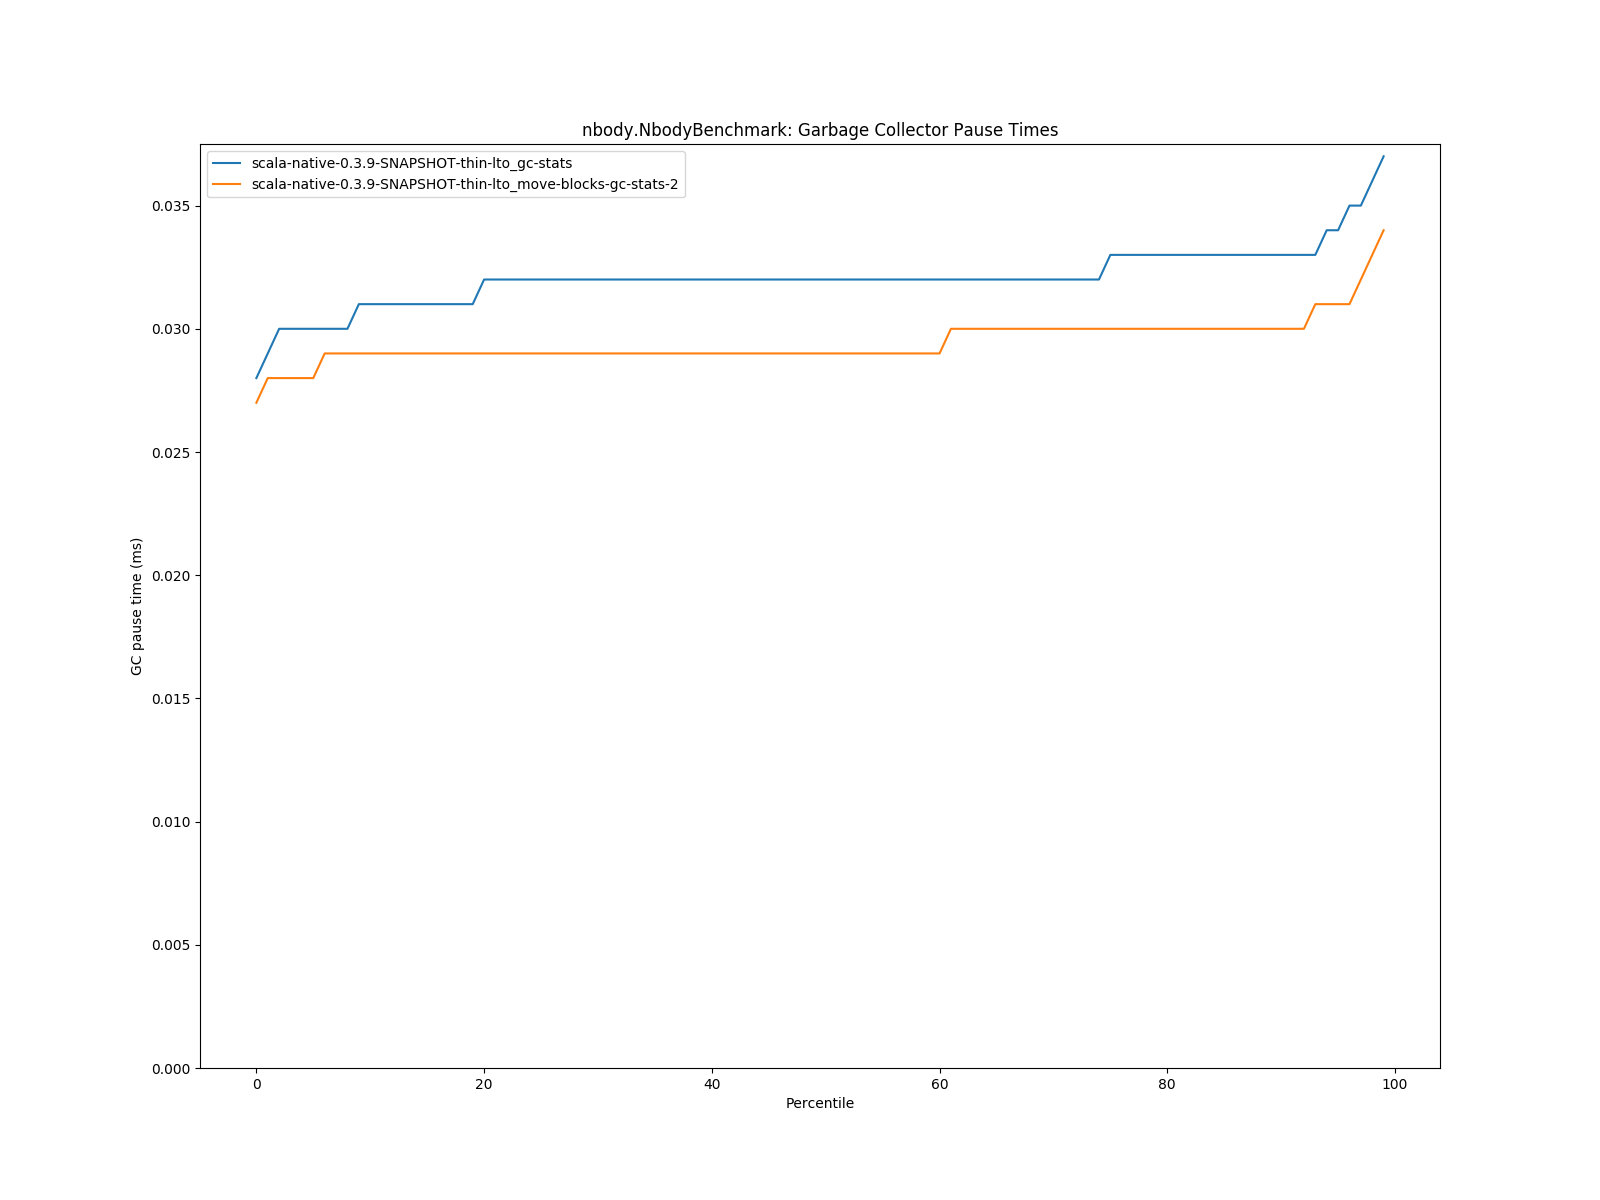 nbody.NbodyBenchmark: Garbage Collector Pause Times
scala-native-0.3.9-SNAPSHOT-thin-lto_gc-stats
scala-native-0.3.9-SNAPSHOT-thin-lto_move-blocks-gc-stats-2
0.035
0.030
0.025
0.020
0.015
0.010
0.005
0.000
GC pause time (ms)
0 20 40 60 80 100
Percentile